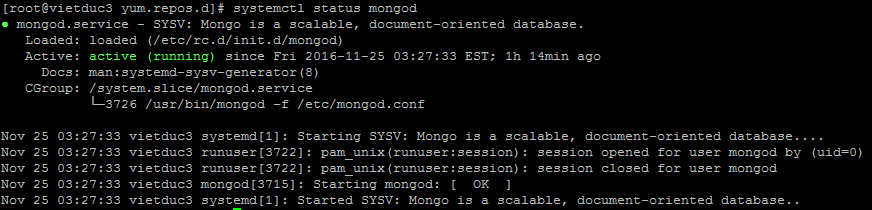 [root@vietduc3 yum.repos.d]# systemctl status mongod
● mongod.service - SYSV: Mongo is a scalable, document-oriented database.
Loaded: loaded (/etc/rc.d/init.d/mongod)
Active: active (running) since Fri 2016-11-25 03:27:33 EST; 1h 14min ago
Docs: man:systemd-sysv-generator(8)
CGroup: /system.slice/mongod.service
└─3726 /usr/bin/mongod -f /etc/mongod.conf
Nov 25 03:27:33 vietduc3 systemd[1]: Starting SYSV: Mongo is a scalable, document-oriented database....
Nov 25 03:27:33 vietduc3 runuser[3722]: pam_unix(runuser:session): session opened for user mongod by (uid=0)
Nov 25 03:27:33 vietduc3 runuser[3722]: pam_unix(runuser:session): session closed for user mongod
Nov 25 03:27:33 vietduc3 mongod[3715]: Starting mongod: [  OK  ]
Nov 25 03:27:33 vietduc3 systemd[1]: Started SYSV: Mongo is a scalable, document-oriented database..